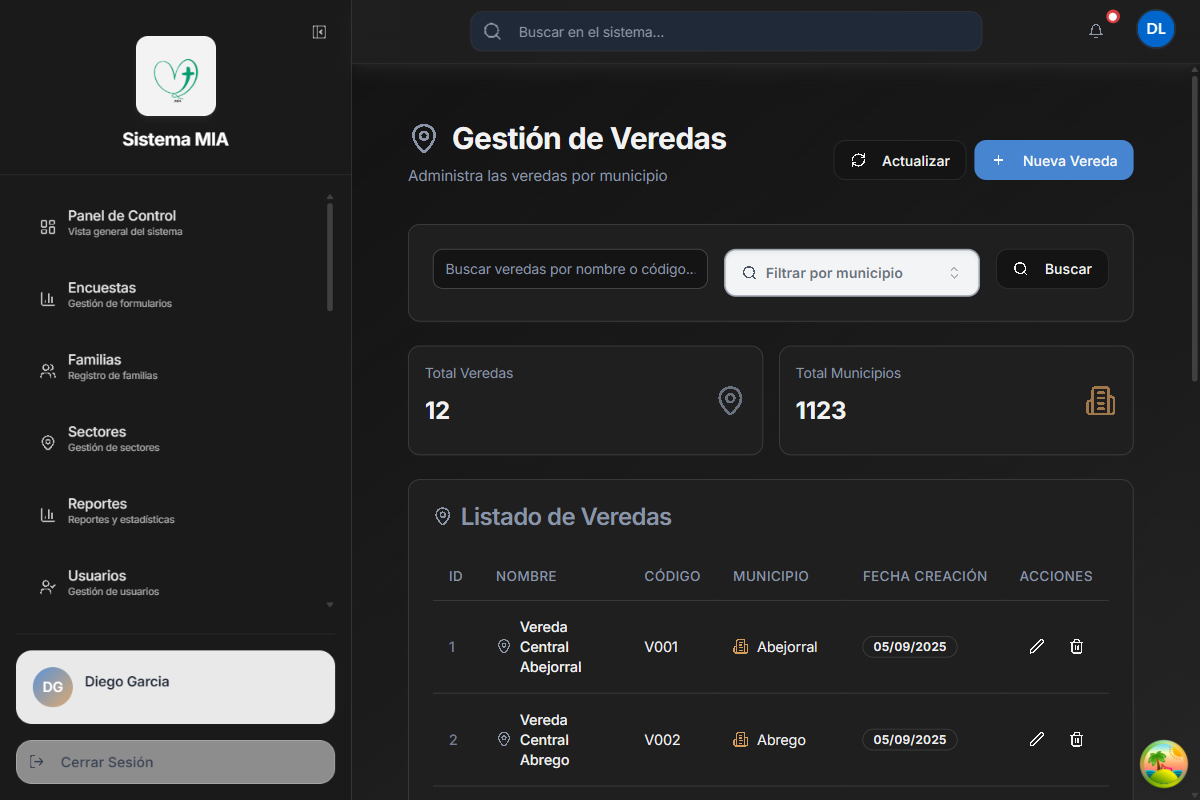 Buscar en el sistema...
DL
Sistema MIA
Gestión de Veredas
Administra las veredas por municipio
Actualizar
Nueva Vereda
Panel de Control
Vista general del sistema
Encuestas
Gestión de formularios
Familias
Registro de familias
Sectores
Gestión de sectores
Reportes
Reportes y estadísticas
Usuarios
Gestión de usuarios
DG
Diego Garcia
Cerrar Sesión
Buscar veredas por nombre o código...
Filtrar por municipio
Buscar
Total Veredas
12
Total Municipios
1123
Listado de Veredas
ID NOMBRE CÓDIGO MUNICIPIO FECHA CREACIÓN ACCIONES
1 Vereda Central Abejorral V001 Abejorral 05/09/2025
2 Vereda Central Abrego V002 Abrego 05/09/2025